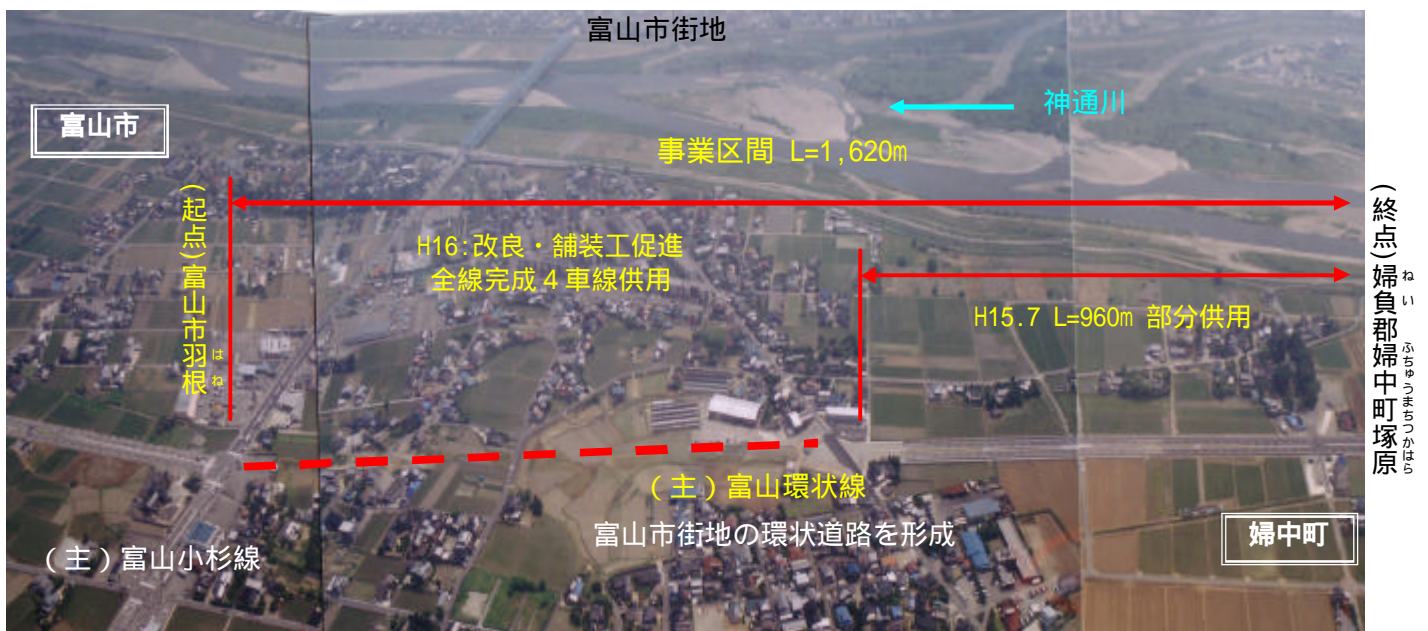 富山市街地
富山市
神通川
事業区間 L=1,620m
(起点)富山市羽根
はね
H16:改良・舗装工促進
全線完成4車線供用
H15.7 L=960m 部分供用
(終点)婦負郡婦中町塚原
ねい
ふちゅうまちつかはら
(主)富山環状線
富山市街地の環状道路を形成
(主)富山小杉線
婦中町